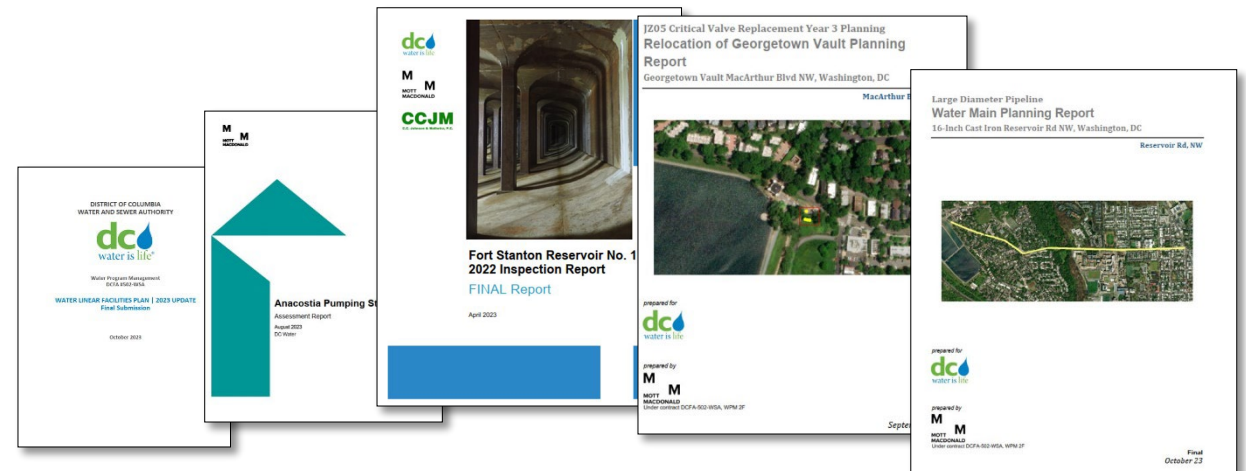 DISTRICT OF COLUMBIA
WATER AND SEWER AUTHORITY
dc
water is life®
Water Program Management
WATER LINEAR FACILITIES PLAN | 2023 UPDATE
Final Submission
October 2023
M
M
MOTT
MACDONALD
Anacostia Pumping St
Assessment Report
August 2023
DC Water
dc
water is life
M
M
MOTT
MACDONALD
CCJM
Fort Stanton Reservoir No. 1
2022 Inspection Report
FINAL Report
April 2023
JZ05 Critical Valve Replacement Year 3 Planning
Relocation of Georgetown Vault Planning
Report
Georgetown Vault MacArthur Blvd NW, Washington, DC
MacArthur B
prepared for
dc
water is life
prepared by
M
M
MOTT
MACDONALD
Under contract DCFA-502-WSA, WPM 2F
Septe
Large Diameter Pipeline
Water Main Planning Report
16-Inch Cast Iron Reservoir Rd NW, Washington, DC
Reservoir Rd, NW
prepared for
dc
water is life
prepared by
M
M
MOTT
MACDONALD
Under contract DCFA-502-WSA, WPM 2F
Final
October 23